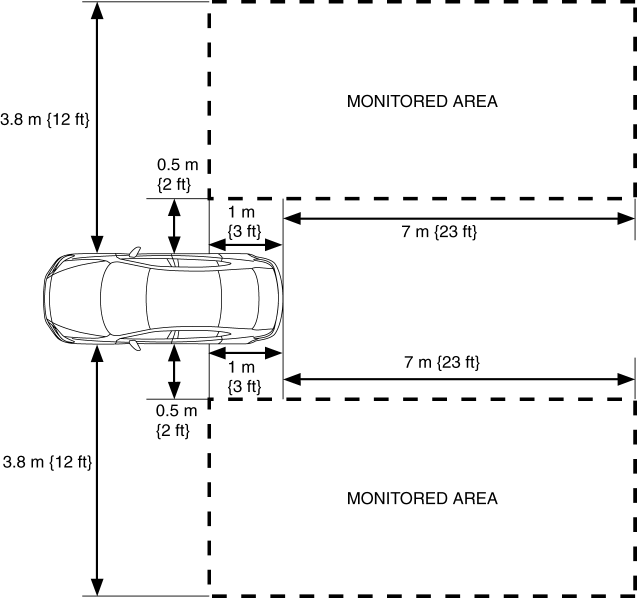 MONITORED AREA
3.8 m {12 ft}
0.5 m
{2 ft}
1 m
{3 ft}
7 m {23 ft}
7 m {23 ft}
1 m
{3 ft}
0.5 m
{2 ft}
3.8 m {12 ft}
MONITORED AREA